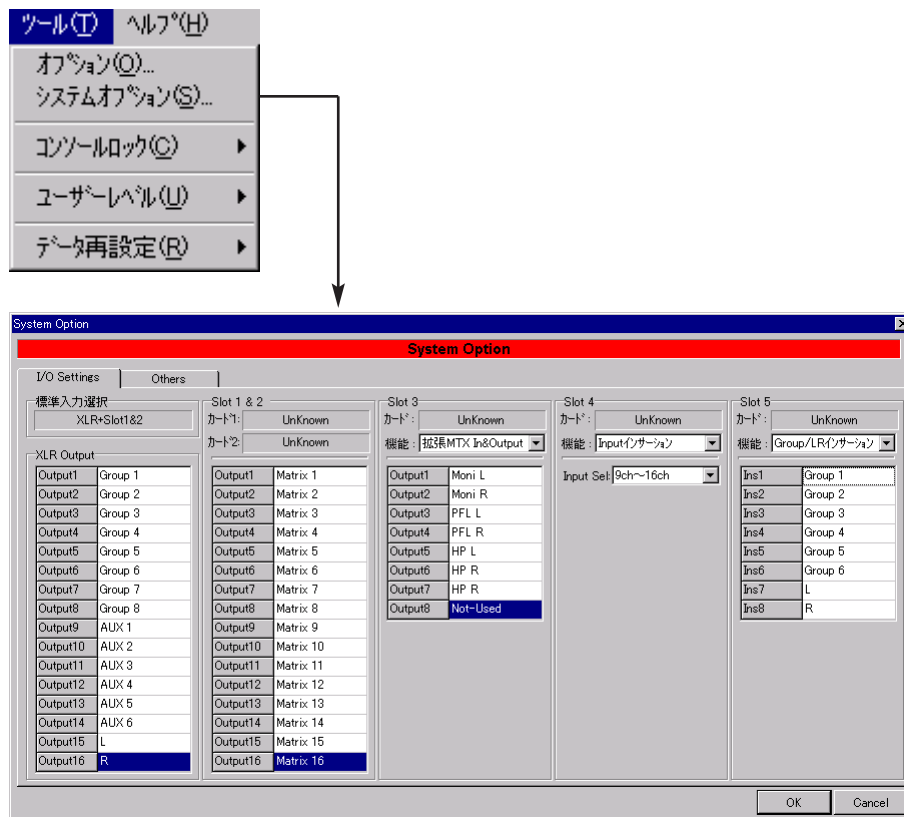 ツール(T) ヘルプ(H)
オプション(O)...
システムオプション(S)...
コンソールロック(C)
ユーザーレベル(U)
データ再設定(R)
System Option
System Option
I/O Settings Others
標準入力選択
XLR+Slot1&2
XLR Output
Output1 Group 1
Output2 Group 2
Output3 Group 3
Output4 Group 4
Output5 Group 5
Output6 Group 6
Output7 Group 7
Output8 Group 8
Output9 AUX 1
Output10 AUX 2
Output11 AUX 3
Output12 AUX 4
Output13 AUX 5
Output14 AUX 6
Output15 L
Output16 R
Slot 1 & 2
カード1: UnKnown
カード2: UnKnown
Output1 Matrix 1
Output2 Matrix 2
Output3 Matrix 3
Output4 Matrix 4
Output5 Matrix 5
Output6 Matrix 6
Output7 Matrix 7
Output8 Matrix 8
Output9 Matrix 9
Output10 Matrix 10
Output11 Matrix 11
Output12 Matrix 12
Output13 Matrix 13
Output14 Matrix 14
Output15 Matrix 15
Output16 Matrix 16
Slot 3
カード: UnKnown
機能: 拡張MTX In&Output
Output1 Moni L
Output2 Moni R
Output3 PFL L
Output4 PFL R
Output5 HP L
Output6 HP R
Output7 HP R
Output8 Not-Used
Slot 4
カード: UnKnown
機能: Inputインサーション
Input Sel: 9ch～16ch
Slot 5
カード: UnKnown
機能: Group/LRインサーション
Ins1 Group 1
Ins2 Group 2
Ins3 Group 3
Ins4 Group 4
Ins5 Group 5
Ins6 Group 6
Ins7 L
Ins8 R
OK Cancel